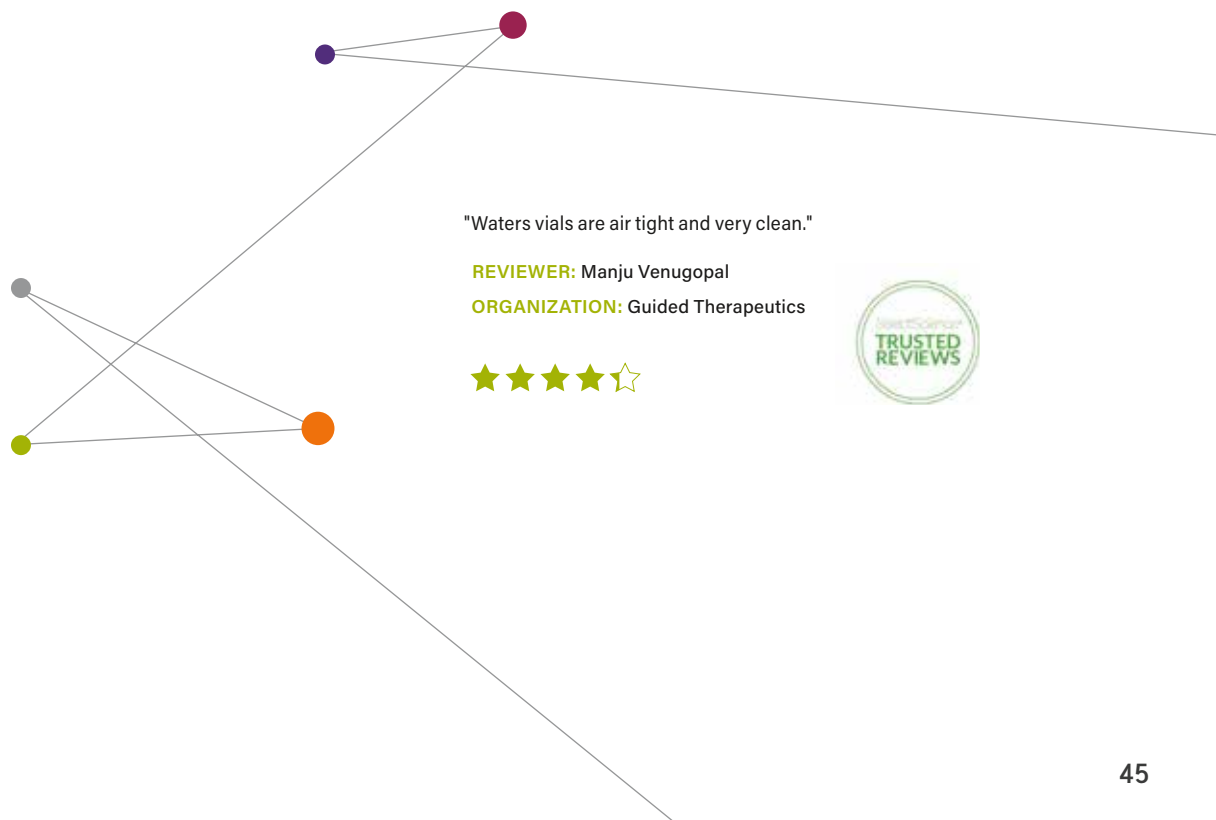 "Waters vials are air tight and very clean."
REVIEWER: Manju Venugopal
ORGANIZATION: Guided Therapeutics
TRUSTED
REVIEWS
45